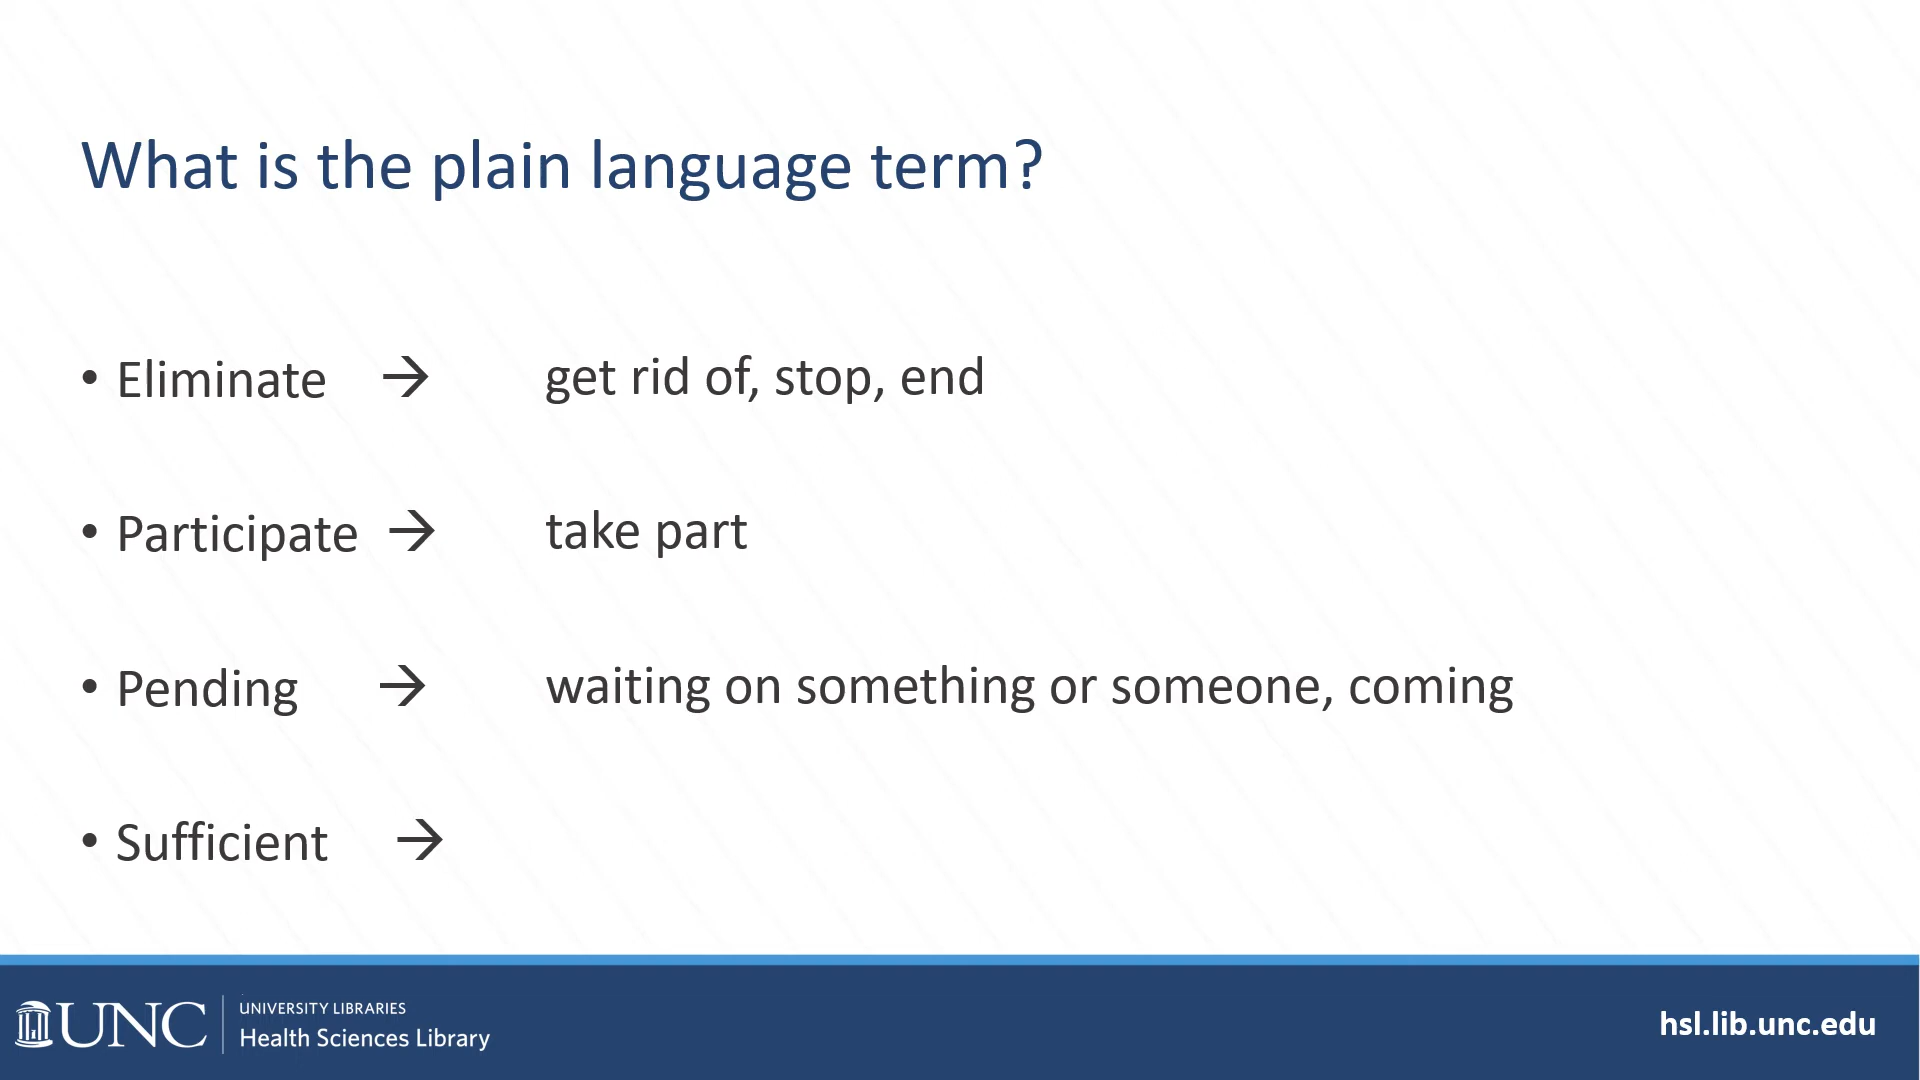 What is the plain language term?
• Eliminate → get rid of, stop, end
• Participate → take part
• Pending → waiting on something or someone, coming
• Sufficient →
UNC
UNIVERSITY LIBRARIES
Health Sciences Library
hsl.lib.unc.edu